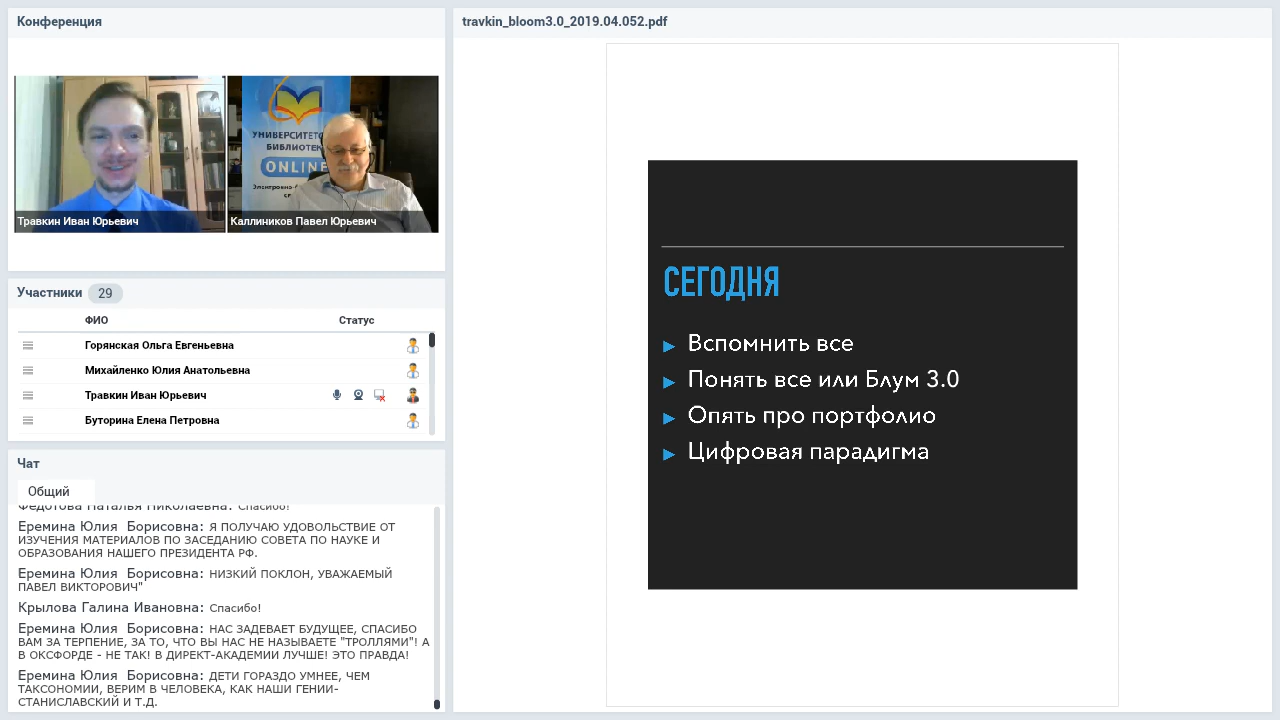 Конференция
УНИВЕРСИТЕТС
БИБЛИОТЕК
ONLINE
Травкин Иван Юрьевич
Каллиников Павел Юрьевич
Участники 29
ФИО Статус
Горянская Ольга Евгеньевна
Михайленко Юлия Анатольевна
Травкин Иван Юрьевич
Буторина Елена Петровна
Чат
Общий
Федотова Наталья Николаевна: Спасибо!
Еремина Юлия Борисовна: Я ПОЛУЧАЮ УДОВОЛЬСТВИЕ ОТ
ИЗУЧЕНИЯ МАТЕРИАЛОВ ПО ЗАСЕДАНИЮ СОВЕТА ПО НАУКЕ И
ОБРАЗОВАНИЯ НАШЕГО ПРЕЗИДЕНТА РФ.
Еремина Юлия Борисовна: НИЗКИЙ ПОКЛОН, УВАЖАЕМЫЙ
ПАВЕЛ ВИКТОРОВИЧ"
Крылова Галина Ивановна: Спасибо!
Еремина Юлия Борисовна: НАС ЗАДЕВАЕТ БУДУЩЕЕ, СПАСИБО
ВАМ ЗА ТЕРПЕНИЕ, ЗА ТО, ЧТО ВЫ НАС НЕ НАЗЫВАЕТЕ "ТРОЛЛЯМИ"! А
В ОКСФОРДЕ - НЕ ТАК! В ДИРЕКТ-АКАДЕМИИ ЛУЧШЕ! ЭТО ПРАВДА!
Еремина Юлия Борисовна: ДЕТИ ГОРАЗДО УМНЕЕ, ЧЕМ
ТАКСОНОМИИ, ВЕРИМ В ЧЕЛОВЕКА, КАК НАШИ ГЕНИИ-
СТАНИСЛАВСКИЙ И Т.Д.
travkin_bloom3.0_2019.04.052.pdf
СЕГОДНЯ
▶ Вспомнить все
▶ Понять все или Блум 3.0
▶ Опять про портфолио
▶ Цифровая парадигма